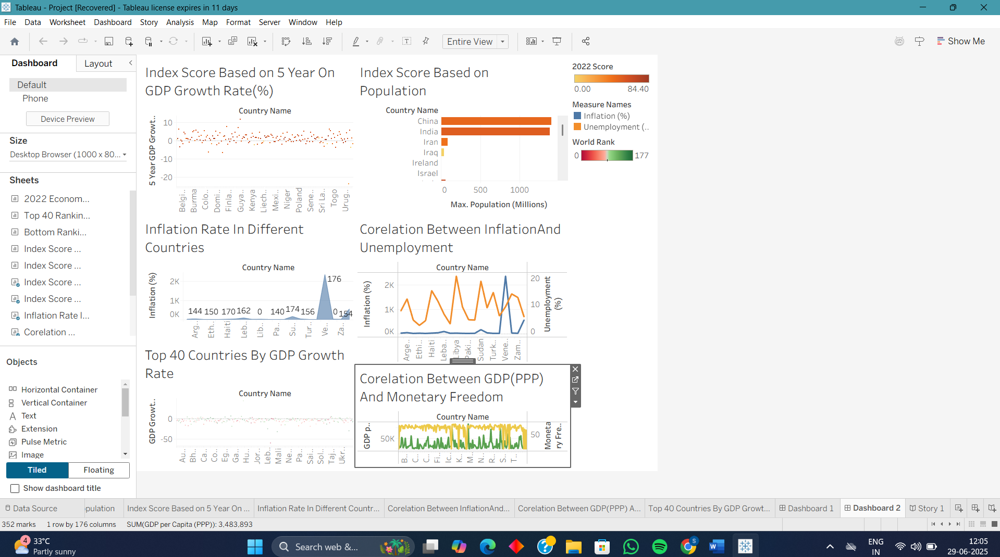 Tableau - Project [Recovered] - Tableau license expires in 11 days
File Data Worksheet Dashboard Story Analysis Map Format Server Window Help
Entire View
Show Me
Dashboard
Layout
Default
Phone
Device Preview
Size
Desktop Browser (1000 x 80...
Sheets
2022 Econom...
Top 40 Rankin...
Bottom Ranki...
Index Score ...
Index Score ...
Index Score ...
Index Score ...
Inflation Rate I...
Corelation ...
Objects
Horizontal Container
Vertical Container
Text
Extension
Pulse Metric
Image
Tiled
Floating
Show dashboard title
Index Score Based on 5 Year On
GDP Growth Rate(%)
Country Name
5 Year GDP Growt..
10
0
-10
-20
Belgi..
Burma
Colo..
Domi..
Finla..
Guya..
Kenya
Liech..
Mexi..
Niger
Poland
Sene..
Sri La..
Togo
Urug..
Index Score Based on
Population
Country Name
China
India
Iran
Iraq
Ireland
Israel
0 500 1000
Max. Population (Millions)
2022 Score
0.00 84.40
Measure Names
Inflation (%)
Unemployment (..
World Rank
0 177
Inflation Rate In Different
Countries
Country Name
Inflation (%)
2K
1K
0K
176
144 150 170 162 0 140 174 156 0 154
Arg..
Eth..
Haiti
Leb..
Lib..
Pa..
Su..
Tur..
Ve..
Za..
Corelation Between InflationAnd
Unemployment
Country Name
Inflation (%)
2K
1K
0K
20
10
0
Unemployment
(%)
Arge..
Ethi..
Haiti
Leba..
Libya
Paki..
Sudan
Turk..
Vene..
Zam..
Top 40 Countries By GDP Growth
Rate
Country Name
GDP Growt..
0
-50
Au..
Bh..
Ca..
Co..
Eg..
Ga..
Hu..
Jor..
Leb..
Mali
Ne..
Pa..
Sai..
Sol..
Taj..
Ukr..
Corelation Between GDP(PPP)
And Monetary Freedom
Country Name
GDP p..
50K
50
Moneta
ry Fre..
B..
C..
C..
Fi..
Ic..
K..
M..
N..
R..
S..
T..
Data Source
pulation
Index Score Based on 5 Year On ...
Inflation Rate In Different Countr...
Corelation Between InflationAnd...
Corelation Between GDP(PPP) A...
Top 40 Countries By GDP Growt...
Dashboard 1
Dashboard 2
Story 1
352 marks 1 row by 176 columns SUM(GDP per Capita (PPP)): 3,483,893
4
33°C
Partly sunny
Search web &...
S
W
ENG
IN
12:05
29-06-2025